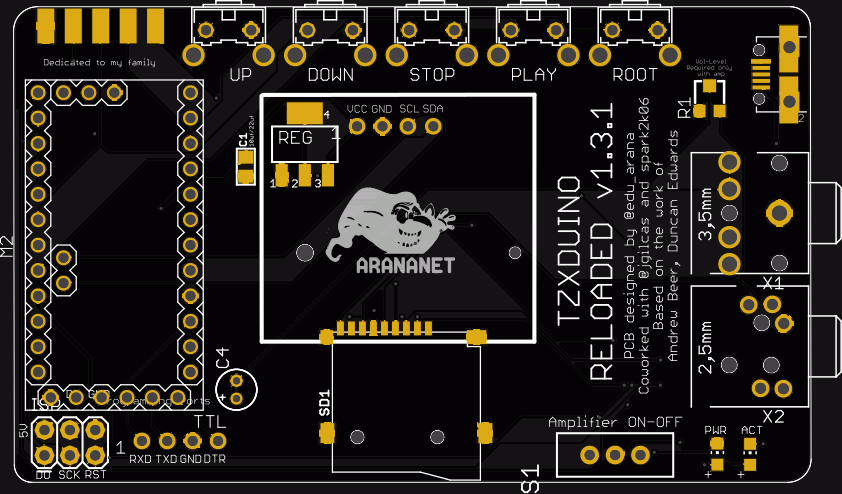 Dedicated to my family
UP
DOWN
STOP
PLAY
ROOT
Vol-Level
Required only
with amp
R1
2
VCC GND SCL SDA
4
REG
1
C1
10uF/22uF
1 2 3
M2
ARANANET
TZXDUINO
RELOADED v1.3.1
PCB designed by @edu_arana
Coworked with @jgilcas and spark2k06
Based on the work of
Andrew Beer, Duncan Edwards
3,5mm
X1
2,5mm
X2
C4
+
SD1
TTL
1
RXD TXD GND DTR
5V
DO SCK RST
Amplifier ON-OFF
S1
PWR ACT
+ +